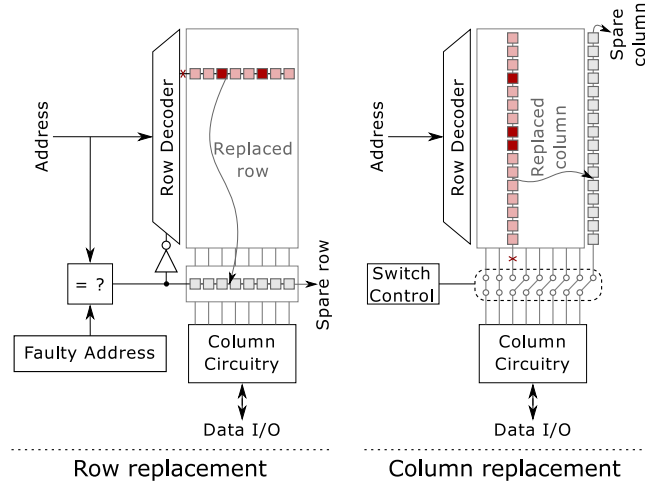 Address
Row Decoder
Replaced
row
= ?
Faulty Address
Spare row
Column
Circuitry
Data I/O
Row replacement
Address
Row Decoder
Replaced
column
Spare
column
Switch
Control
Column
Circuitry
Data I/O
Column replacement